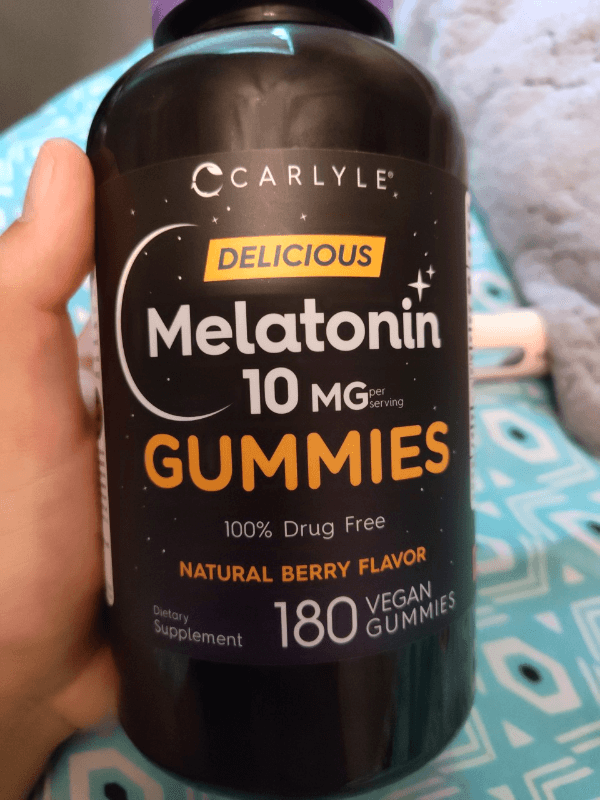 CARLYLE®
DELICIOUS
Melatonin
10 MG per serving
GUMMIES
100% Drug Free
NATURAL BERRY FLAVOR
Dietary Supplement
180 VEGAN GUMMIES